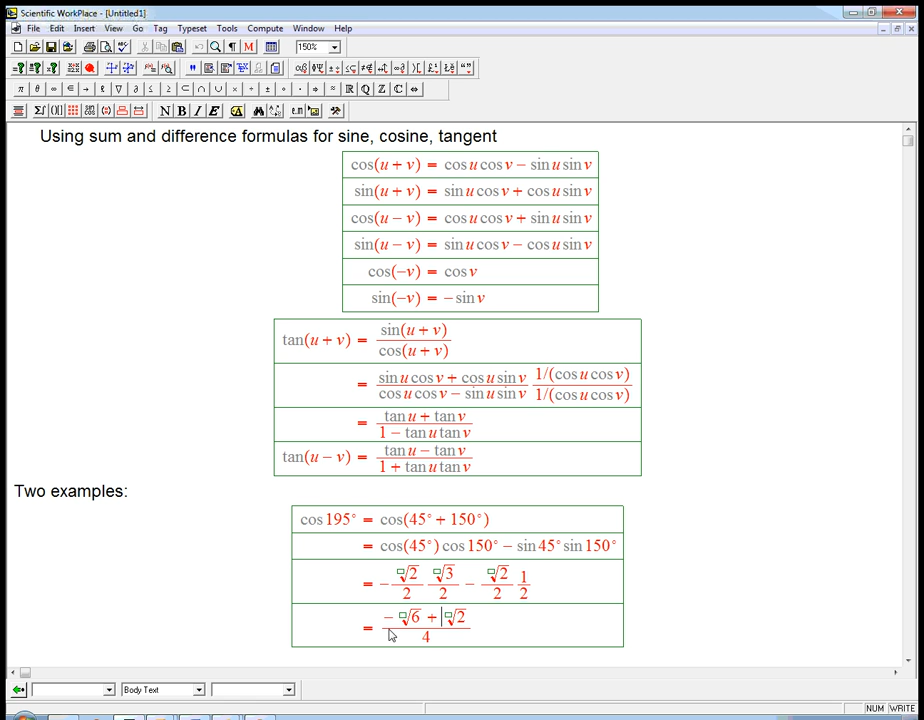 Scientific WorkPlace - [Untitled1]
File Edit Insert View Go Tag Typeset Tools Compute Window Help
150%
Using sum and difference formulas for sine, cosine, tangent
cos(u + v) = cos u cos v − sin u sin v
sin(u + v) = sin u cos v + cos u sin v
cos(u − v) = cos u cos v + sin u sin v
sin(u − v) = sin u cos v − cos u sin v
cos(−v) = cos v
sin(−v) = − sin v
tan(u + v) = sin(u + v) / cos(u + v)
= (sin u cos v + cos u sin v) / (cos u cos v − sin u sin v) (1/(cos u cos v)) / (1/(cos u cos v))
= (tan u + tan v) / (1 − tan u tan v)
tan(u − v) = (tan u − tan v) / (1 + tan u tan v)
Two examples:
cos 195° = cos(45° + 150°)
= cos(45°) cos 150° − sin 45° sin 150°
= − √2/2 √3/2 − √2/2 1/2
= (− √6 + √2) / 4
Body Text
NUM WRITE